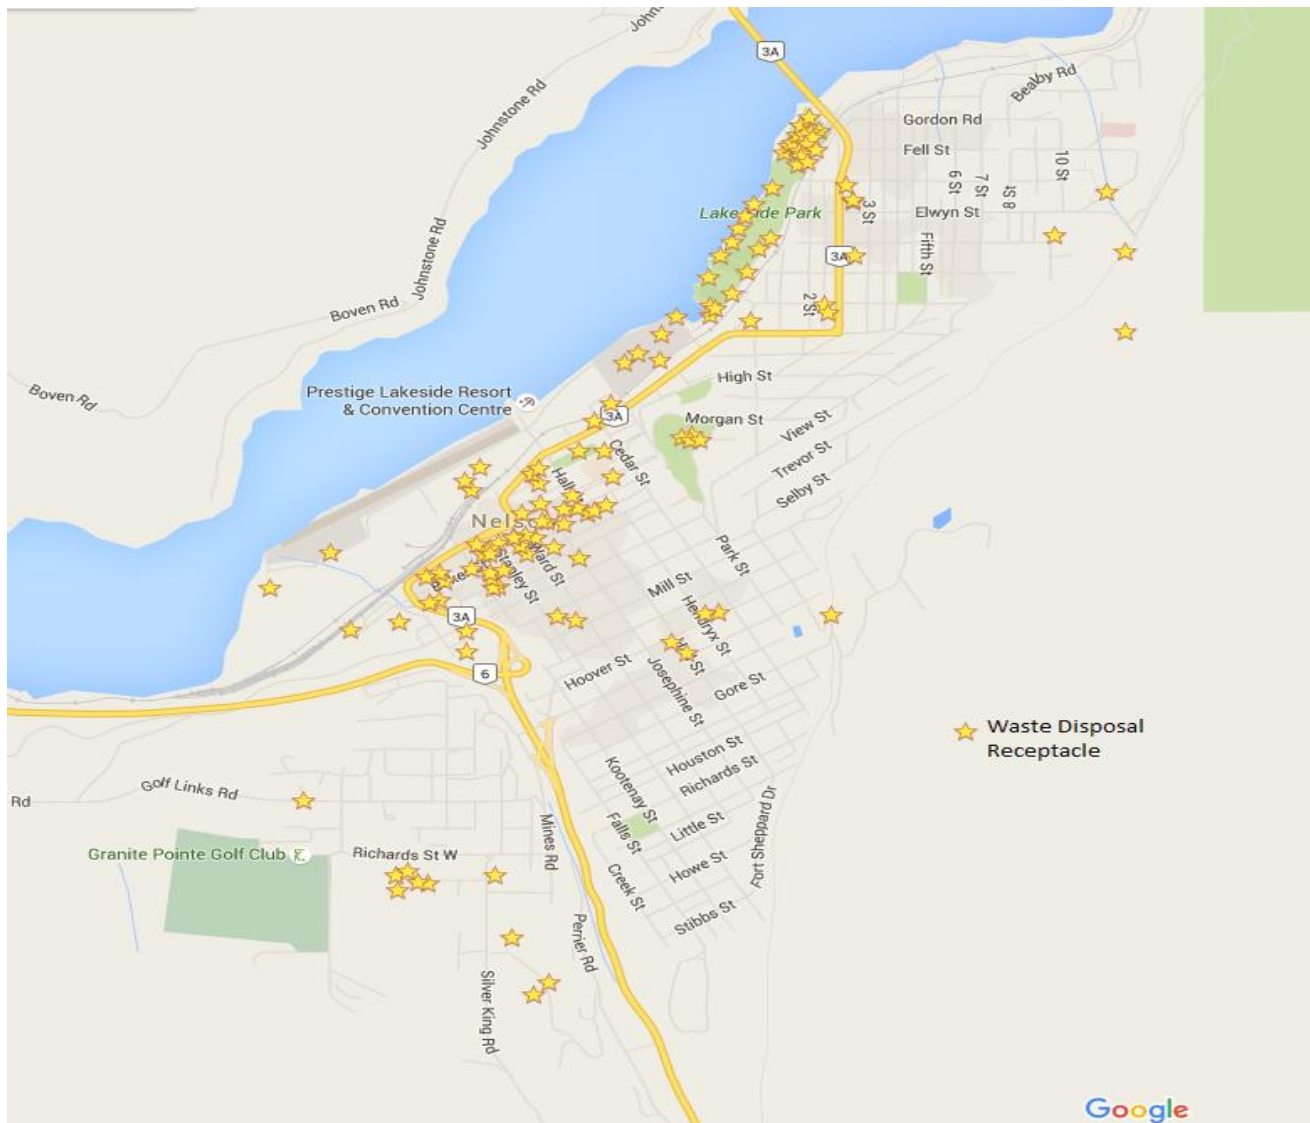 Johns
Johnstone Rd
3A
Bealby Rd
Gordon Rd
Fell St
10 St
6 St
7 St
8 St
3 St
Elwyn St
Lakeside Park
Johnstone Rd
3A
Fifth St
Boven Rd
2 St
High St
Boven Rd
Prestige Lakeside Resort
& Convention Centre
3A
Morgan St
View St
Cedar St
Trevor St
Selby St
Hall
Nelson
Park St
Ward St
Stanley St
Mill St
Hendryx St
3A
Hoover St
Josephine St
Gore St
6
Waste Disposal
Receptacle
Houston St
Richards St
Kootenay St
Golf Links Rd
Rd
Falls St
Little St
Mines Rd
Fort Sheppard Dr
Granite Pointe Golf Club
Richards St W
Howe St
Creek St
Stibbs St
Perrier Rd
Silver King Rd
Google